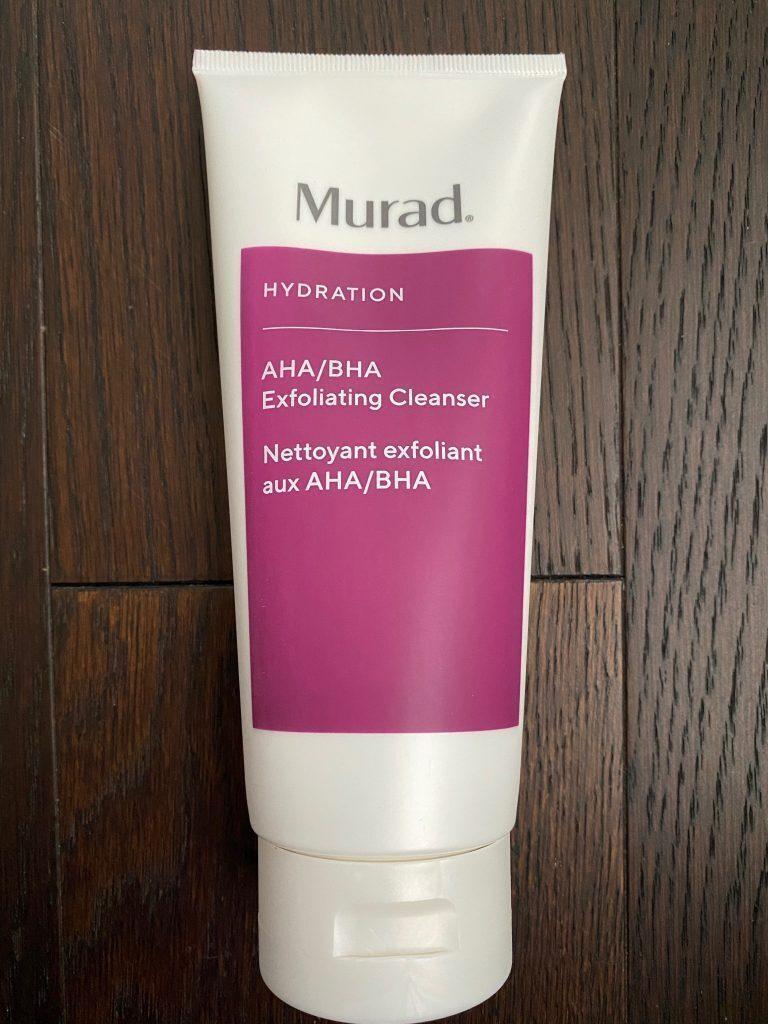 Murad®
HYDRATION
AHA/BHA
Exfoliating Cleanser
Nettoyant exfoliant
aux AHA/BHA